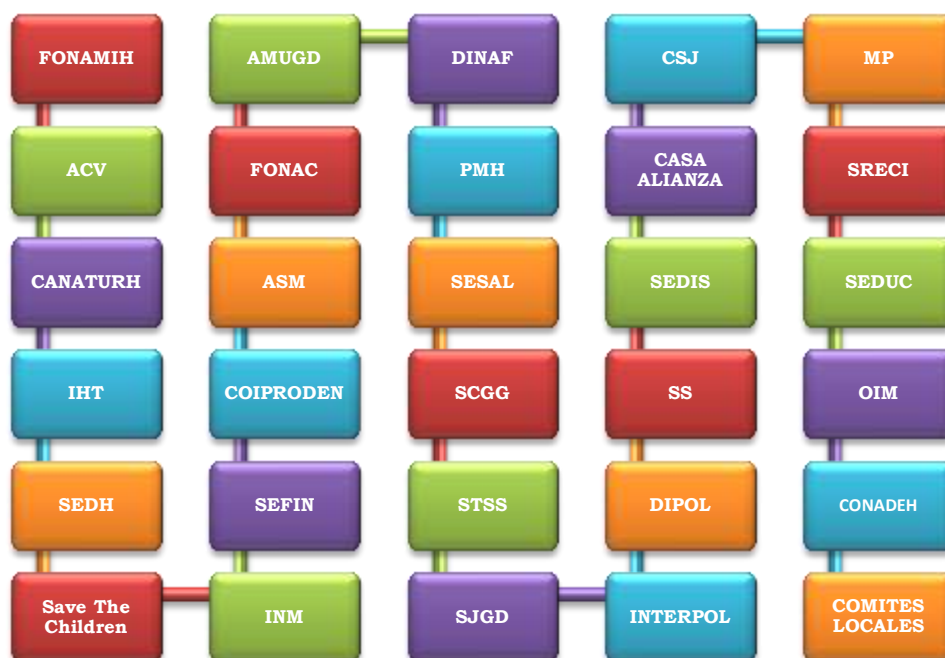 FONAMIH
AMUGD
DINAF
CSJ
MP
ACV
FONAC
PMH
CASA
ALIANZA
SRECI
CANATURH
ASM
SESAL
SEDIS
SEDUC
IHT
COIPRODEN
SCGG
SS
OIM
SEDH
SEFIN
STSS
DIPOL
CONADEH
Save The
Children
INM
SJGD
INTERPOL
COMITES
LOCALES